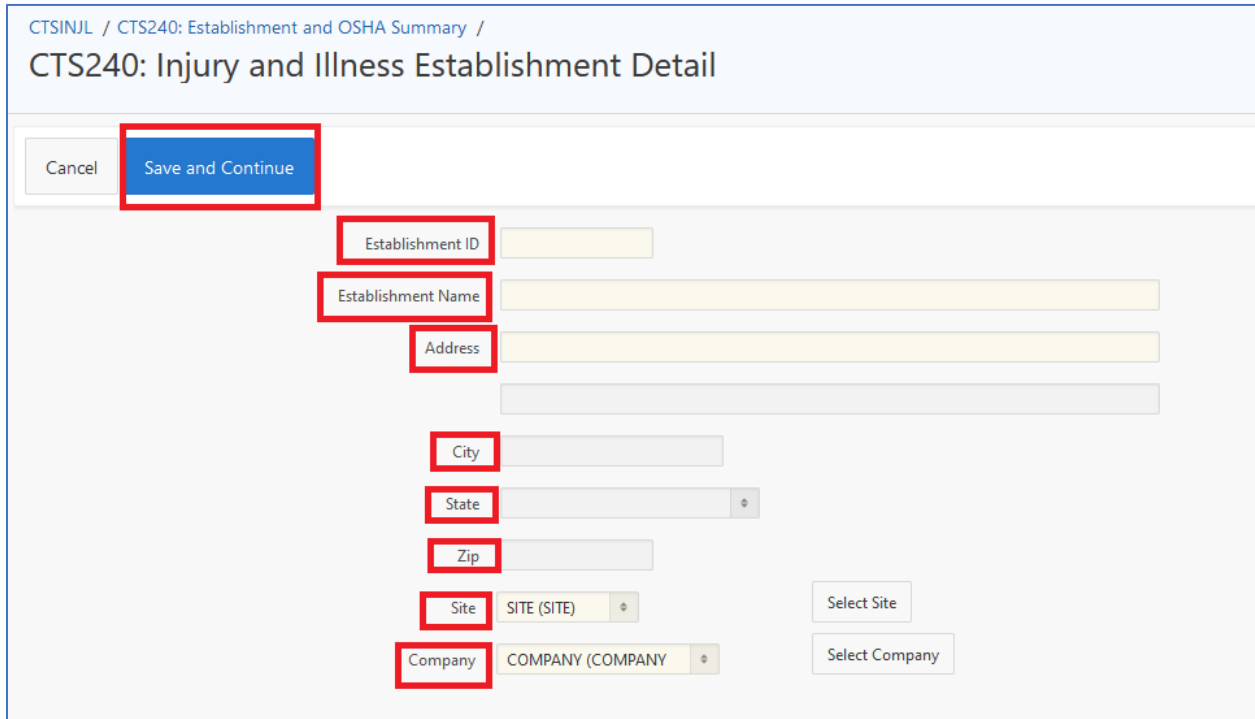 CTSINJL / CTS240: Establishment and OSHA Summary /
CTS240: Injury and Illness Establishment Detail
Cancel Save and Continue
Establishment ID
Establishment Name
Address
City
State
Zip
Site SITE (SITE) Select Site
Company COMPANY (COMPANY Select Company